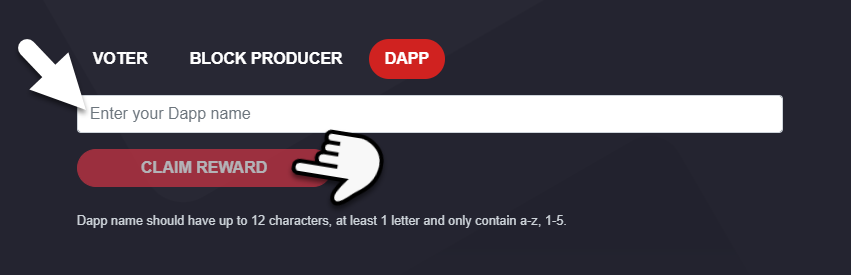 VOTER BLOCK PRODUCER DAPP
Enter your Dapp name
CLAIM REWARD
Dapp name should have up to 12 characters, at least 1 letter and only contain a-z, 1-5.